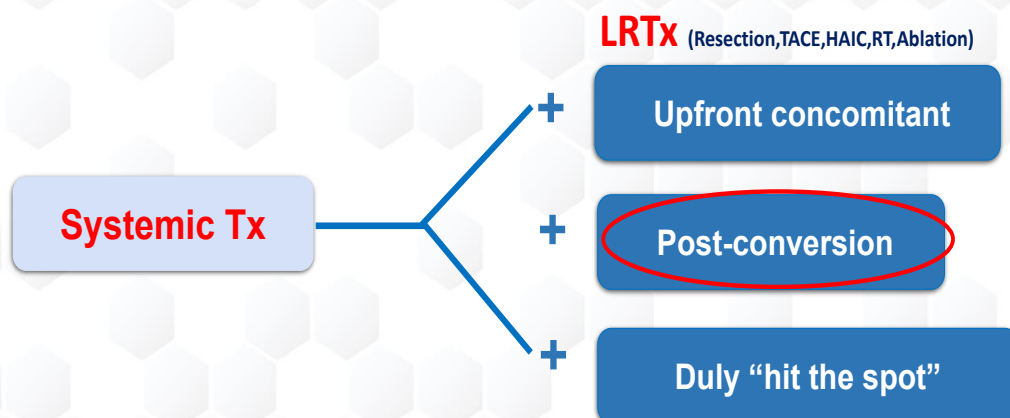 LRTx (Resection,TACE,HAIC,RT,Ablation)
+ Upfront concomitant
Systemic Tx
+ Post-conversion
+ Duly “hit the spot”